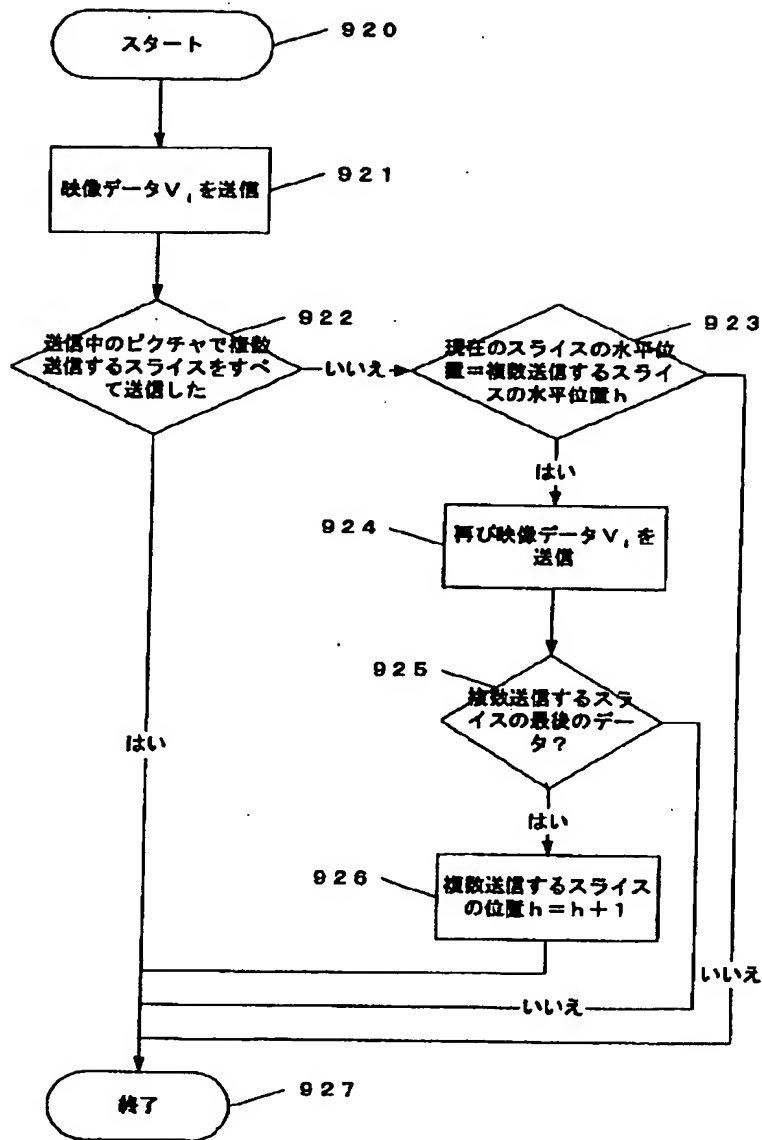 スタート
920
映像データViを送信
921
送信中のピクチャで複数
送信するスライスをすべ
て送信した
922
いいえ
現在のスライスの水平位
置=複数送信するスライ
スの水平位置h
923
はい
再び映像データViを
送信
924
925
複数送信するスラ
イスの最後のデー
タ?
はい
はい
926
複数送信するスライス
の位置h=h+1
いいえ
いいえ
終了
927